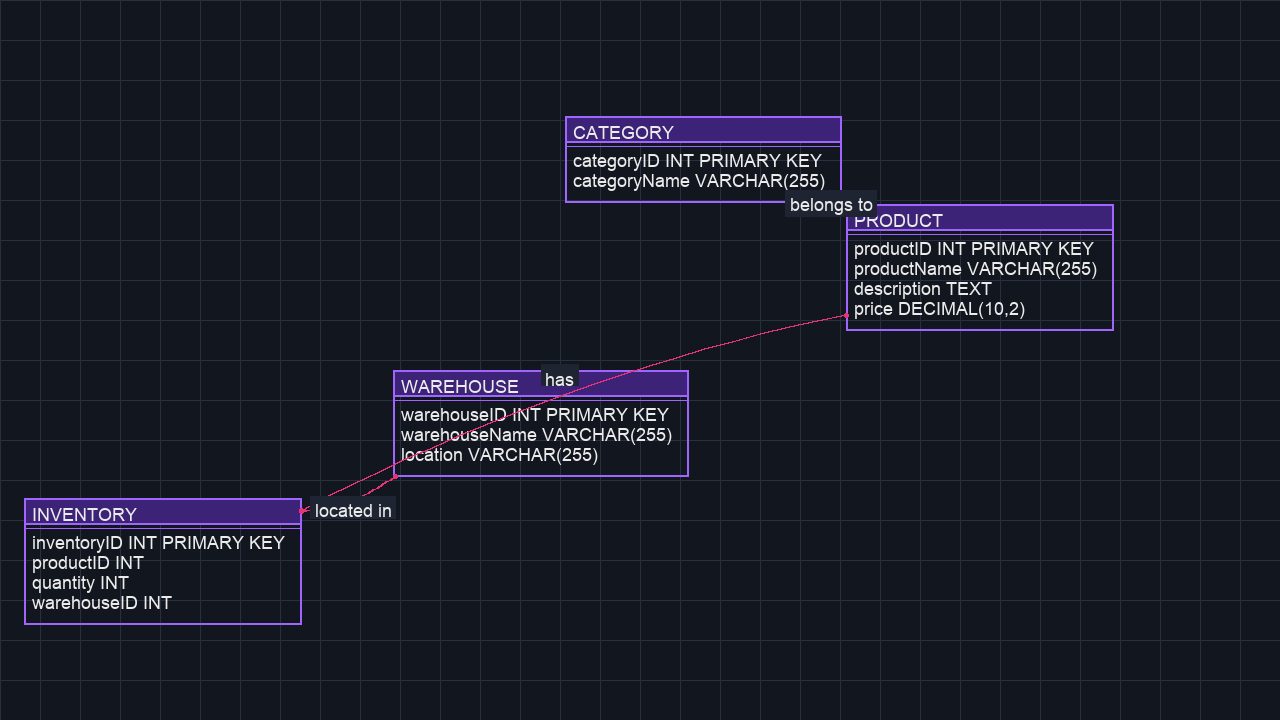 CATEGORY
categoryID INT PRIMARY KEY
categoryName VARCHAR(255)
belongs to
PRODUCT
productID INT PRIMARY KEY
productName VARCHAR(255)
description TEXT
price DECIMAL(10,2)
has
WAREHOUSE
warehouseID INT PRIMARY KEY
warehouseName VARCHAR(255)
location VARCHAR(255)
located in
INVENTORY
inventoryID INT PRIMARY KEY
productID INT
quantity INT
warehouseID INT